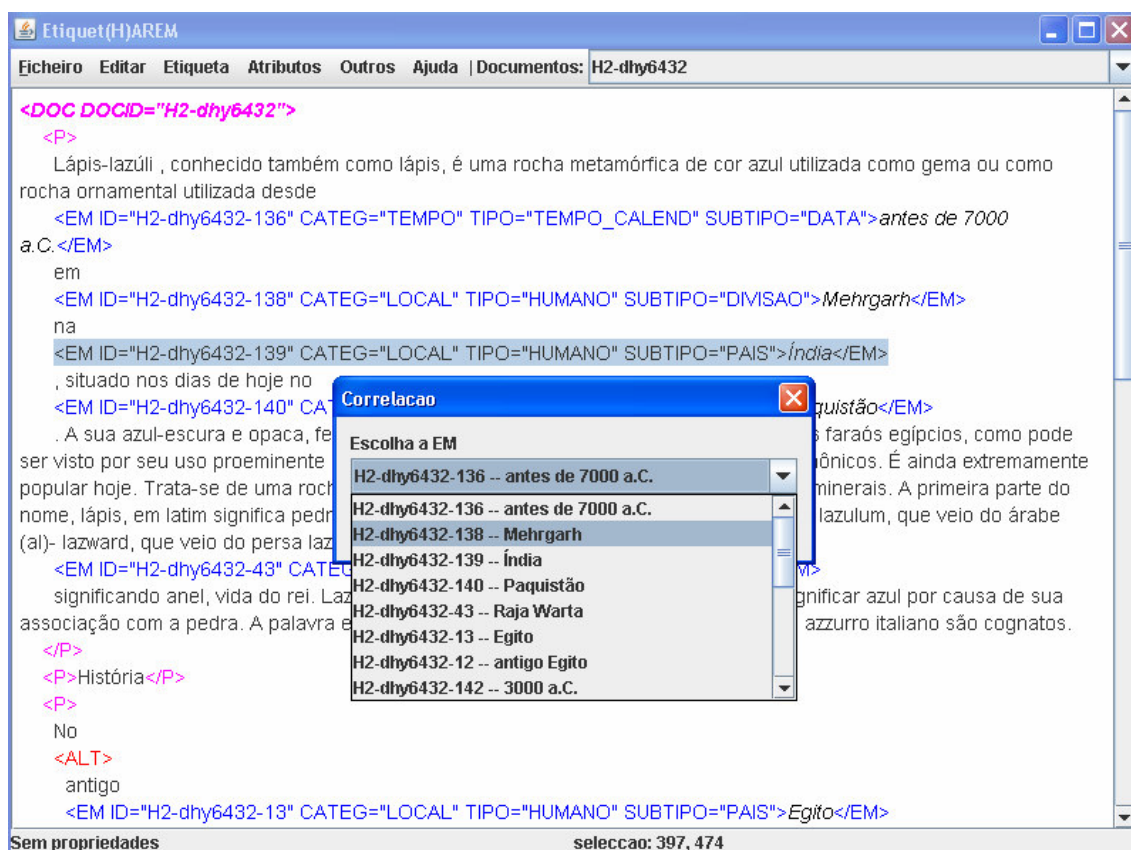 Etiquet(H)AREM
Ficheiro Editar Etiqueta Atributos Outros Ajuda | Documentos: H2-dhy6432
<DOC DOCID="H2-dhy6432">
<P>
Lápis-lazúli , conhecido também como lápis, é uma rocha metamórfica de cor azul utilizada como gema ou como
rocha ornamental utilizada desde
<EM ID="H2-dhy6432-136" CATEG="TEMPO" TIPO="TEMPO_CALEND" SUBTIPO="DATA">antes de 7000
a.C.</EM>
em
<EM ID="H2-dhy6432-138" CATEG="LOCAL" TIPO="HUMANO" SUBTIPO="DIVISAO">Mehrgarh</EM>
na
<EM ID="H2-dhy6432-139" CATEG="LOCAL" TIPO="HUMANO" SUBTIPO="PAIS">Índia</EM>
, situado nos dias de hoje no
<EM ID="H2-dhy6432-140" quistão</EM>
. A sua azul-escura e opaca, faraós egípcios, como pode
ser visto por seu uso proeminente ônicos. É ainda extremamente
popular hoje. Trata-se de uma minerais. A primeira parte do
nome, lápis, em latim significa lazulum, que veio do árabe
(al)- lazward, que veio do persa
<EM ID="H2-dhy6432-43"
significando anel, vida do rei. gnificar azul por causa de sua
associação com a pedra. A palavra azzurro italiano são cognatos.
</P>
<P>História</P>
<P>
No
<ALT>
antigo
<EM ID="H2-dhy6432-13" CATEG="LOCAL" TIPO="HUMANO" SUBTIPO="PAIS">Egito</EM>
Correlacao
Escolha a EM
H2-dhy6432-136 -- antes de 7000 a.C.
H2-dhy6432-136 -- antes de 7000 a.C.
H2-dhy6432-138 -- Mehrgarh
H2-dhy6432-139 -- Índia
H2-dhy6432-140 -- Paquistão
H2-dhy6432-43 -- Raja Warta
H2-dhy6432-13 -- Egito
H2-dhy6432-12 -- antigo Egito
H2-dhy6432-142 -- 3000 a.C.
Sem propriedades seleccao: 397, 474